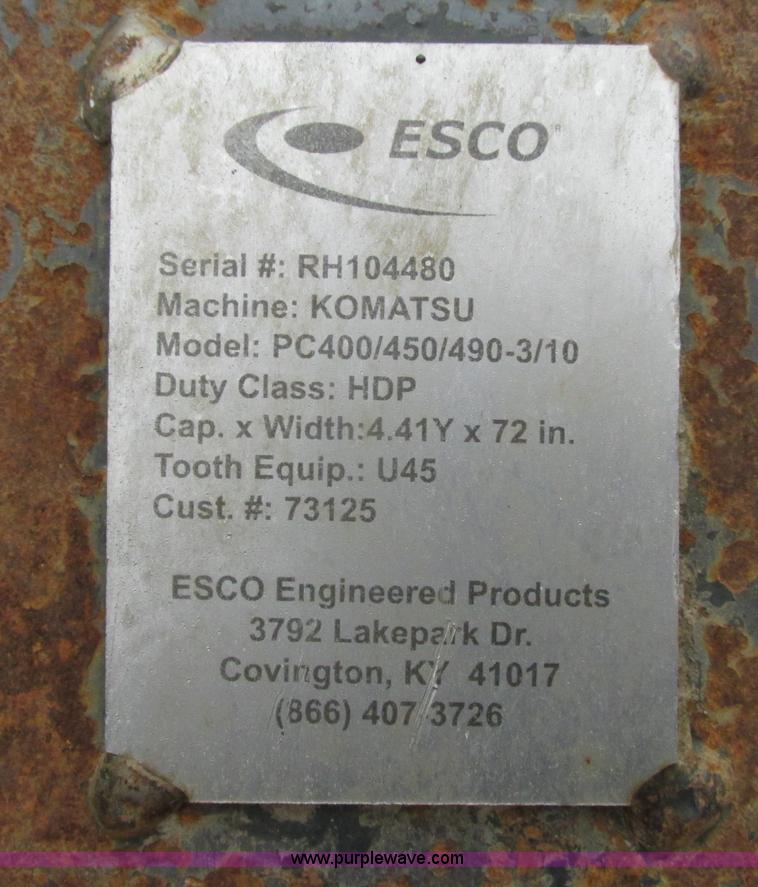 ESCO®
Serial #: RH104480
Machine: KOMATSU
Model: PC400/450/490-3/10
Duty Class: HDP
Cap. x Width:4.41Y x 72 in.
Tooth Equip.: U45
Cust. #: 73125
ESCO Engineered Products
3792 Lakepark Dr.
Covington, KY 41017
(866) 407-3726
www.purplewave.com